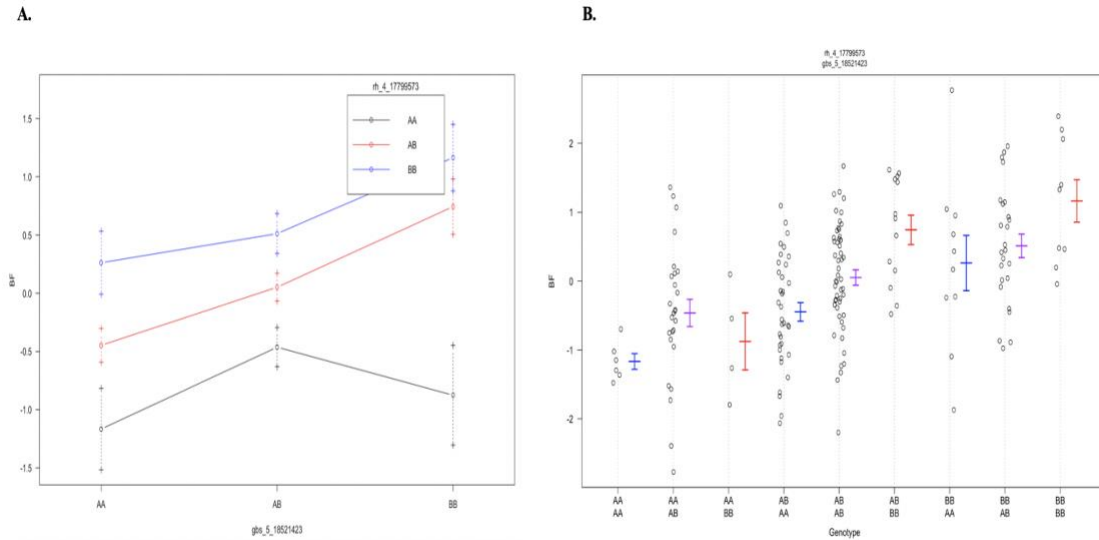 A.
rh_4_17799573
AA
AB
BB
1.5
1.0
0.5
0.0
-0.5
-1.0
-1.5
BF
AA AB BB
gbs_5_18521423
B.
rh_4_17799573
gbs_5_18521423
2
1
0
-1
-2
BF
AA AA AA AB AB AB BB BB BB
AA AB BB AA AB BB AA AB BB
Genotype